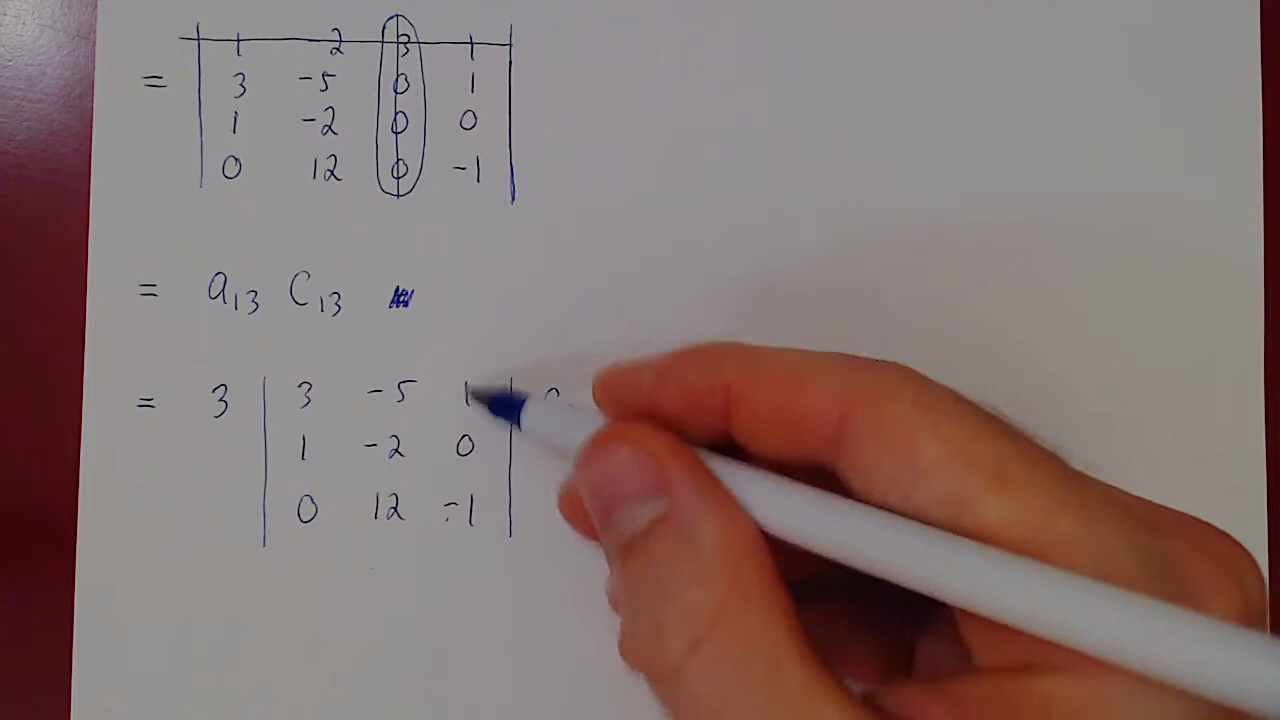 1 2 3 1
= 3 -5 0 1
1 -2 0 0
0 12 0 -1
= a13 C13
= 3 | 3 -5 1 |
1 -2 0
0 12 -1